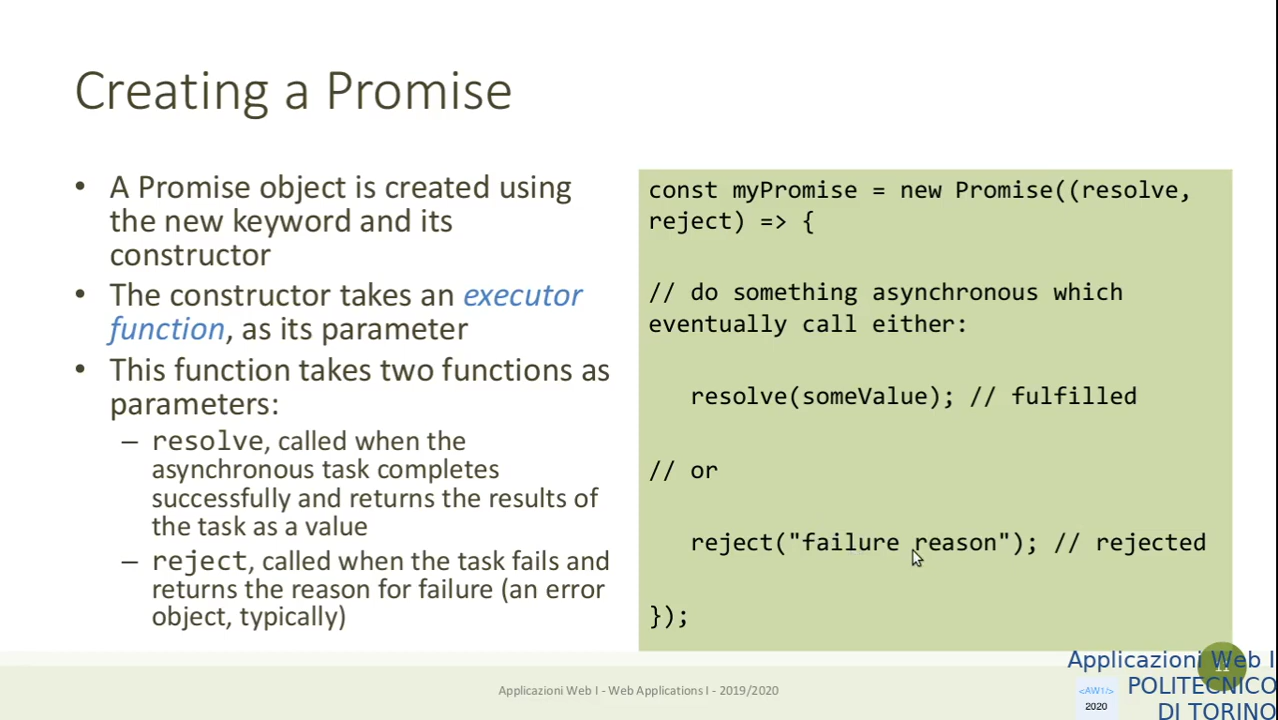 Creating a Promise
• A Promise object is created using
the new keyword and its
constructor
• The constructor takes an executor
function, as its parameter
• This function takes two functions as
parameters:
– resolve, called when the
asynchronous task completes
successfully and returns the results of
the task as a value
– reject, called when the task fails and
returns the reason for failure (an error
object, typically)
const myPromise = new Promise((resolve,
reject) => {
// do something asynchronous which
eventually call either:
resolve(someValue); // fulfilled
// or
reject("failure reason"); // rejected
});
Applicazioni Web I - Web Applications I - 2019/2020
Applicazioni Web I
POLITECNICO
DI TORINO
<AW1/>
2020